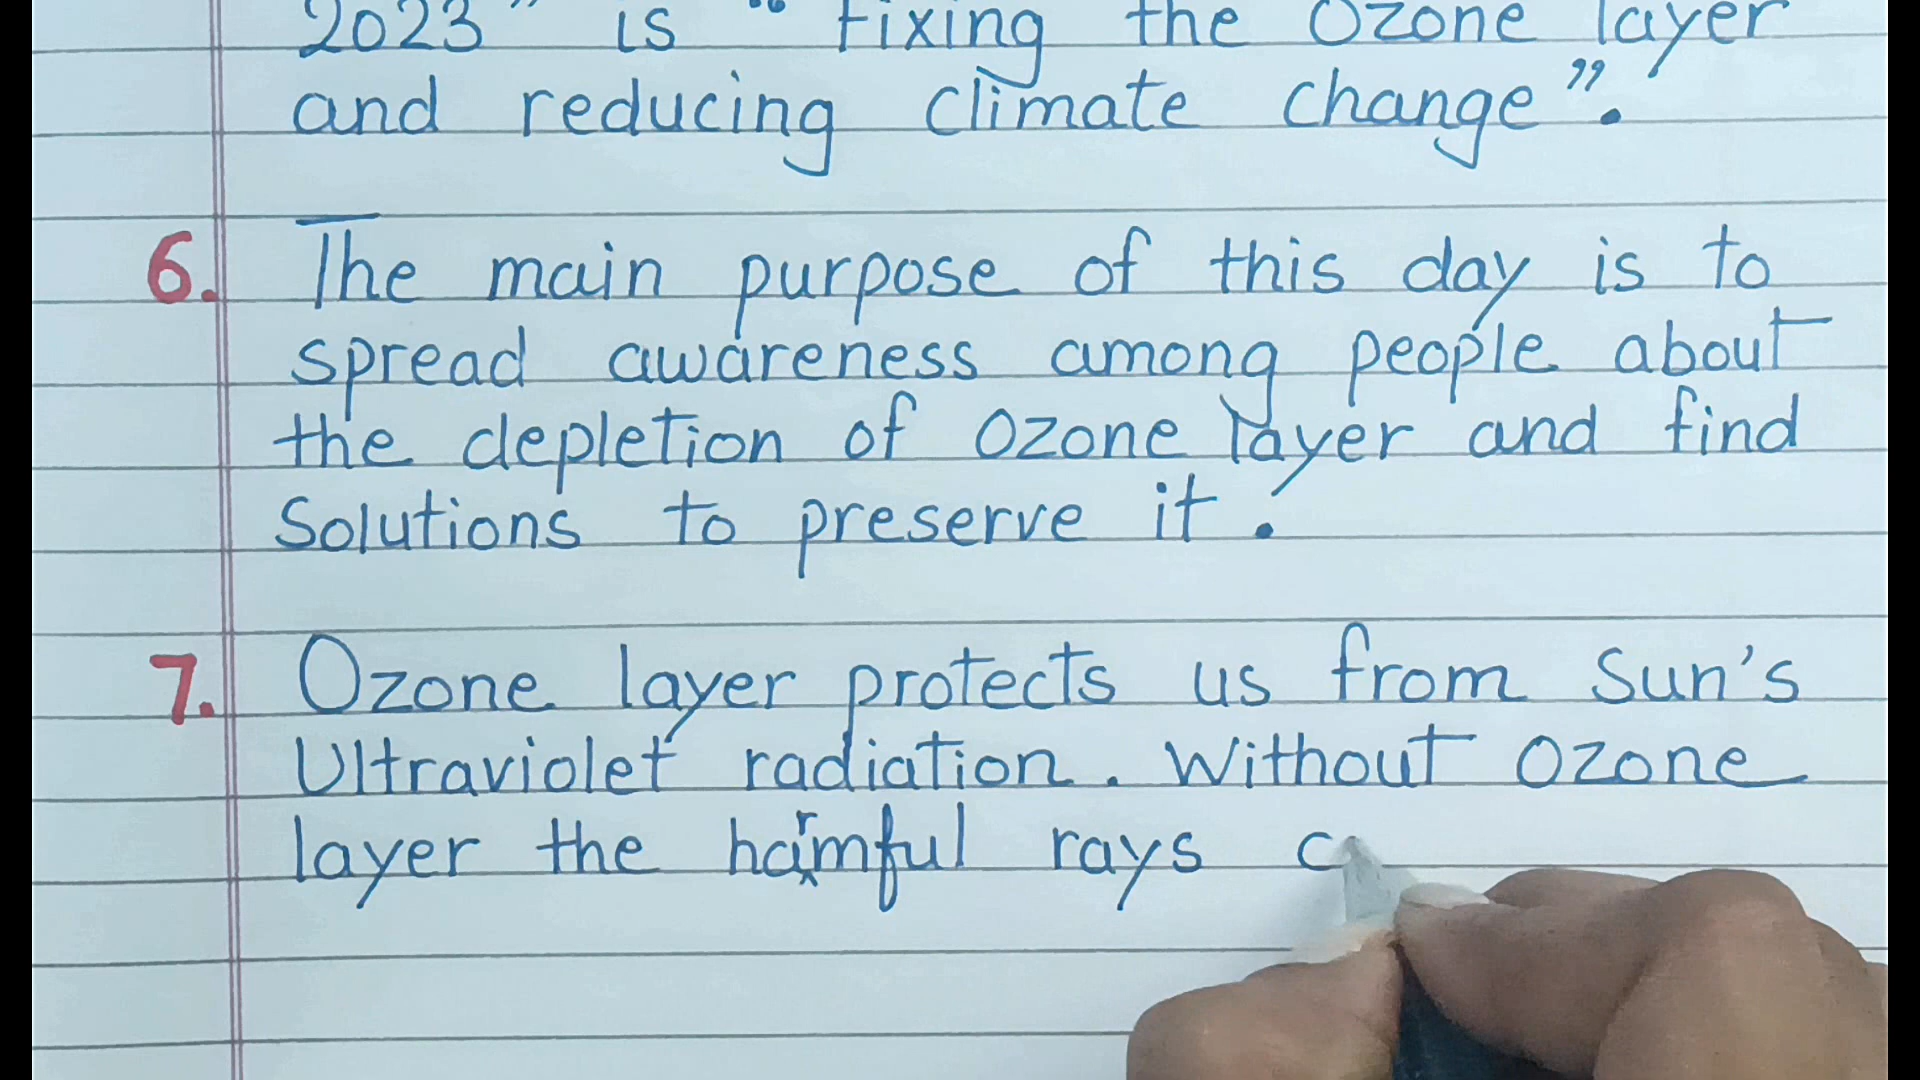 2023" is "Fixing the Ozone layer
and reducing climate change".
6. The main purpose of this day is to
spread awareness among people about
the depletion of Ozone layer and find
Solutions to preserve it.
7. Ozone layer protects us from Sun's
Ultraviolet radiation. Without Ozone
layer the harmful rays